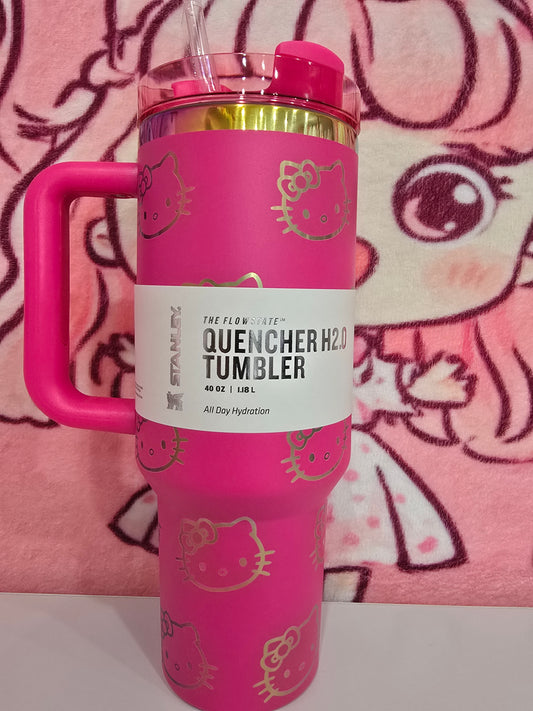 STANLEY.
THE FLOWSTATE™
QUENCHER H2.0
TUMBLER
40 OZ | 1.18 L
All Day Hydration